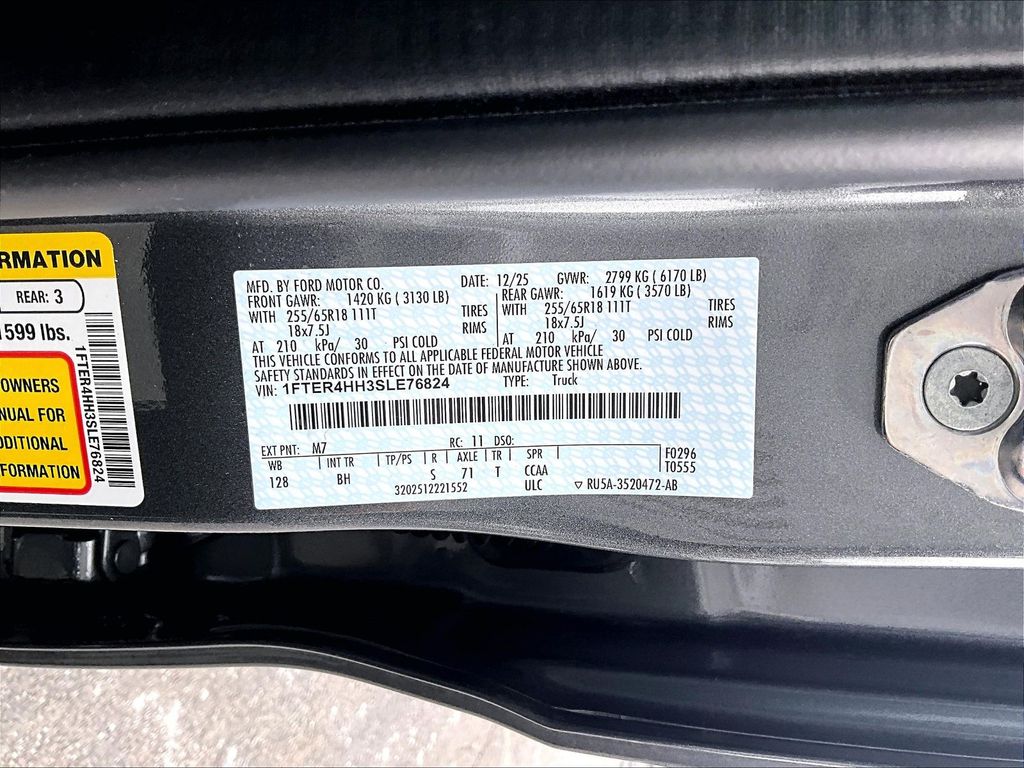 RMATION
REAR: 3
1599 lbs.
OWNERS
NUAL FOR
DDITIONAL
FORMATION
1FTER4HH3SLE76824
MFG. BY FORD MOTOR CO. DATE: 12/25 GVWR: 2799 KG ( 6170 LB)
FRONT GAWR: 1420 KG ( 3130 LB) REAR GAWR: 1619 KG ( 3570 LB)
WITH 255/65R18 111T TIRES WITH 255/65R18 111T TIRES
18x7.5J RIMS 18x7.5J RIMS
AT 210 kPa/ 30 PSI COLD AT 210 kPa/ 30 PSI COLD
THIS VEHICLE CONFORMS TO ALL APPLICABLE FEDERAL MOTOR VEHICLE
SAFETY STANDARDS IN EFFECT ON THE DATE OF MANUFACTURE SHOWN ABOVE.
VIN: 1FTER4HH3SLE76824 TYPE: Truck
EXT PNT: M7 RC: 11 DSO:
WB INT TR TP/PS R AXLE TR SPR F0296
128 BH S 71 T CCAA T0555
3202512221552 ULC ▽ RU5A-3520472-AB